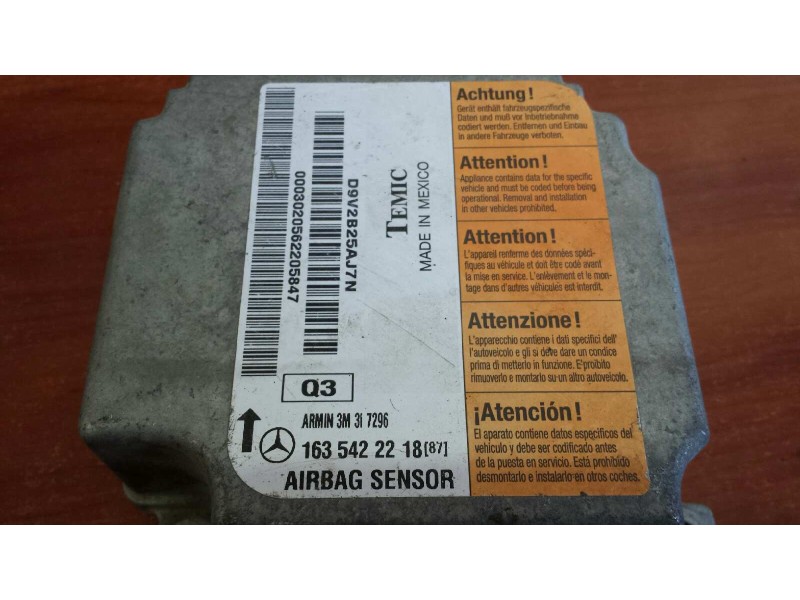 0003020562205847
D9V2B25AJ7N
TEMIC
MADE IN MEXICO
Q3
ARMIN 3M 3I 7296
163 542 22 18 [87]
AIRBAG SENSOR
Achtung!
Gerät enthält fahrzeugspezifische
Daten und muß vor Inbetriebnahme
codiert werden. Entfernen und Einbau
in andere Fahrzeuge verboten.
Attention!
Appliance contains data for the specific
vehicle and must be coded before being
operational. Removal and installation
in other vehicles prohibited.
Attention!
L'appareil renferme des données spéci-
fiques au véhicule et doit être codé avant
la mise en service. L'enlèvement et le mon-
tage dans d'autres véhicules est interdit.
Attenzione!
L'apparecchio contiene i dati specifici dell'
autoveicolo e gli si deve dare un condice
prima di metterlo in funzione. E'proibito
rimuoverlo e montarlo su un altro autoveicolo.
¡Atención!
El aparato contiene datos especificos del
vehículo y debe ser codificado antes
de la puesta en servicio. Está prohibido
desmontarlo e instalarlo en otros coches.